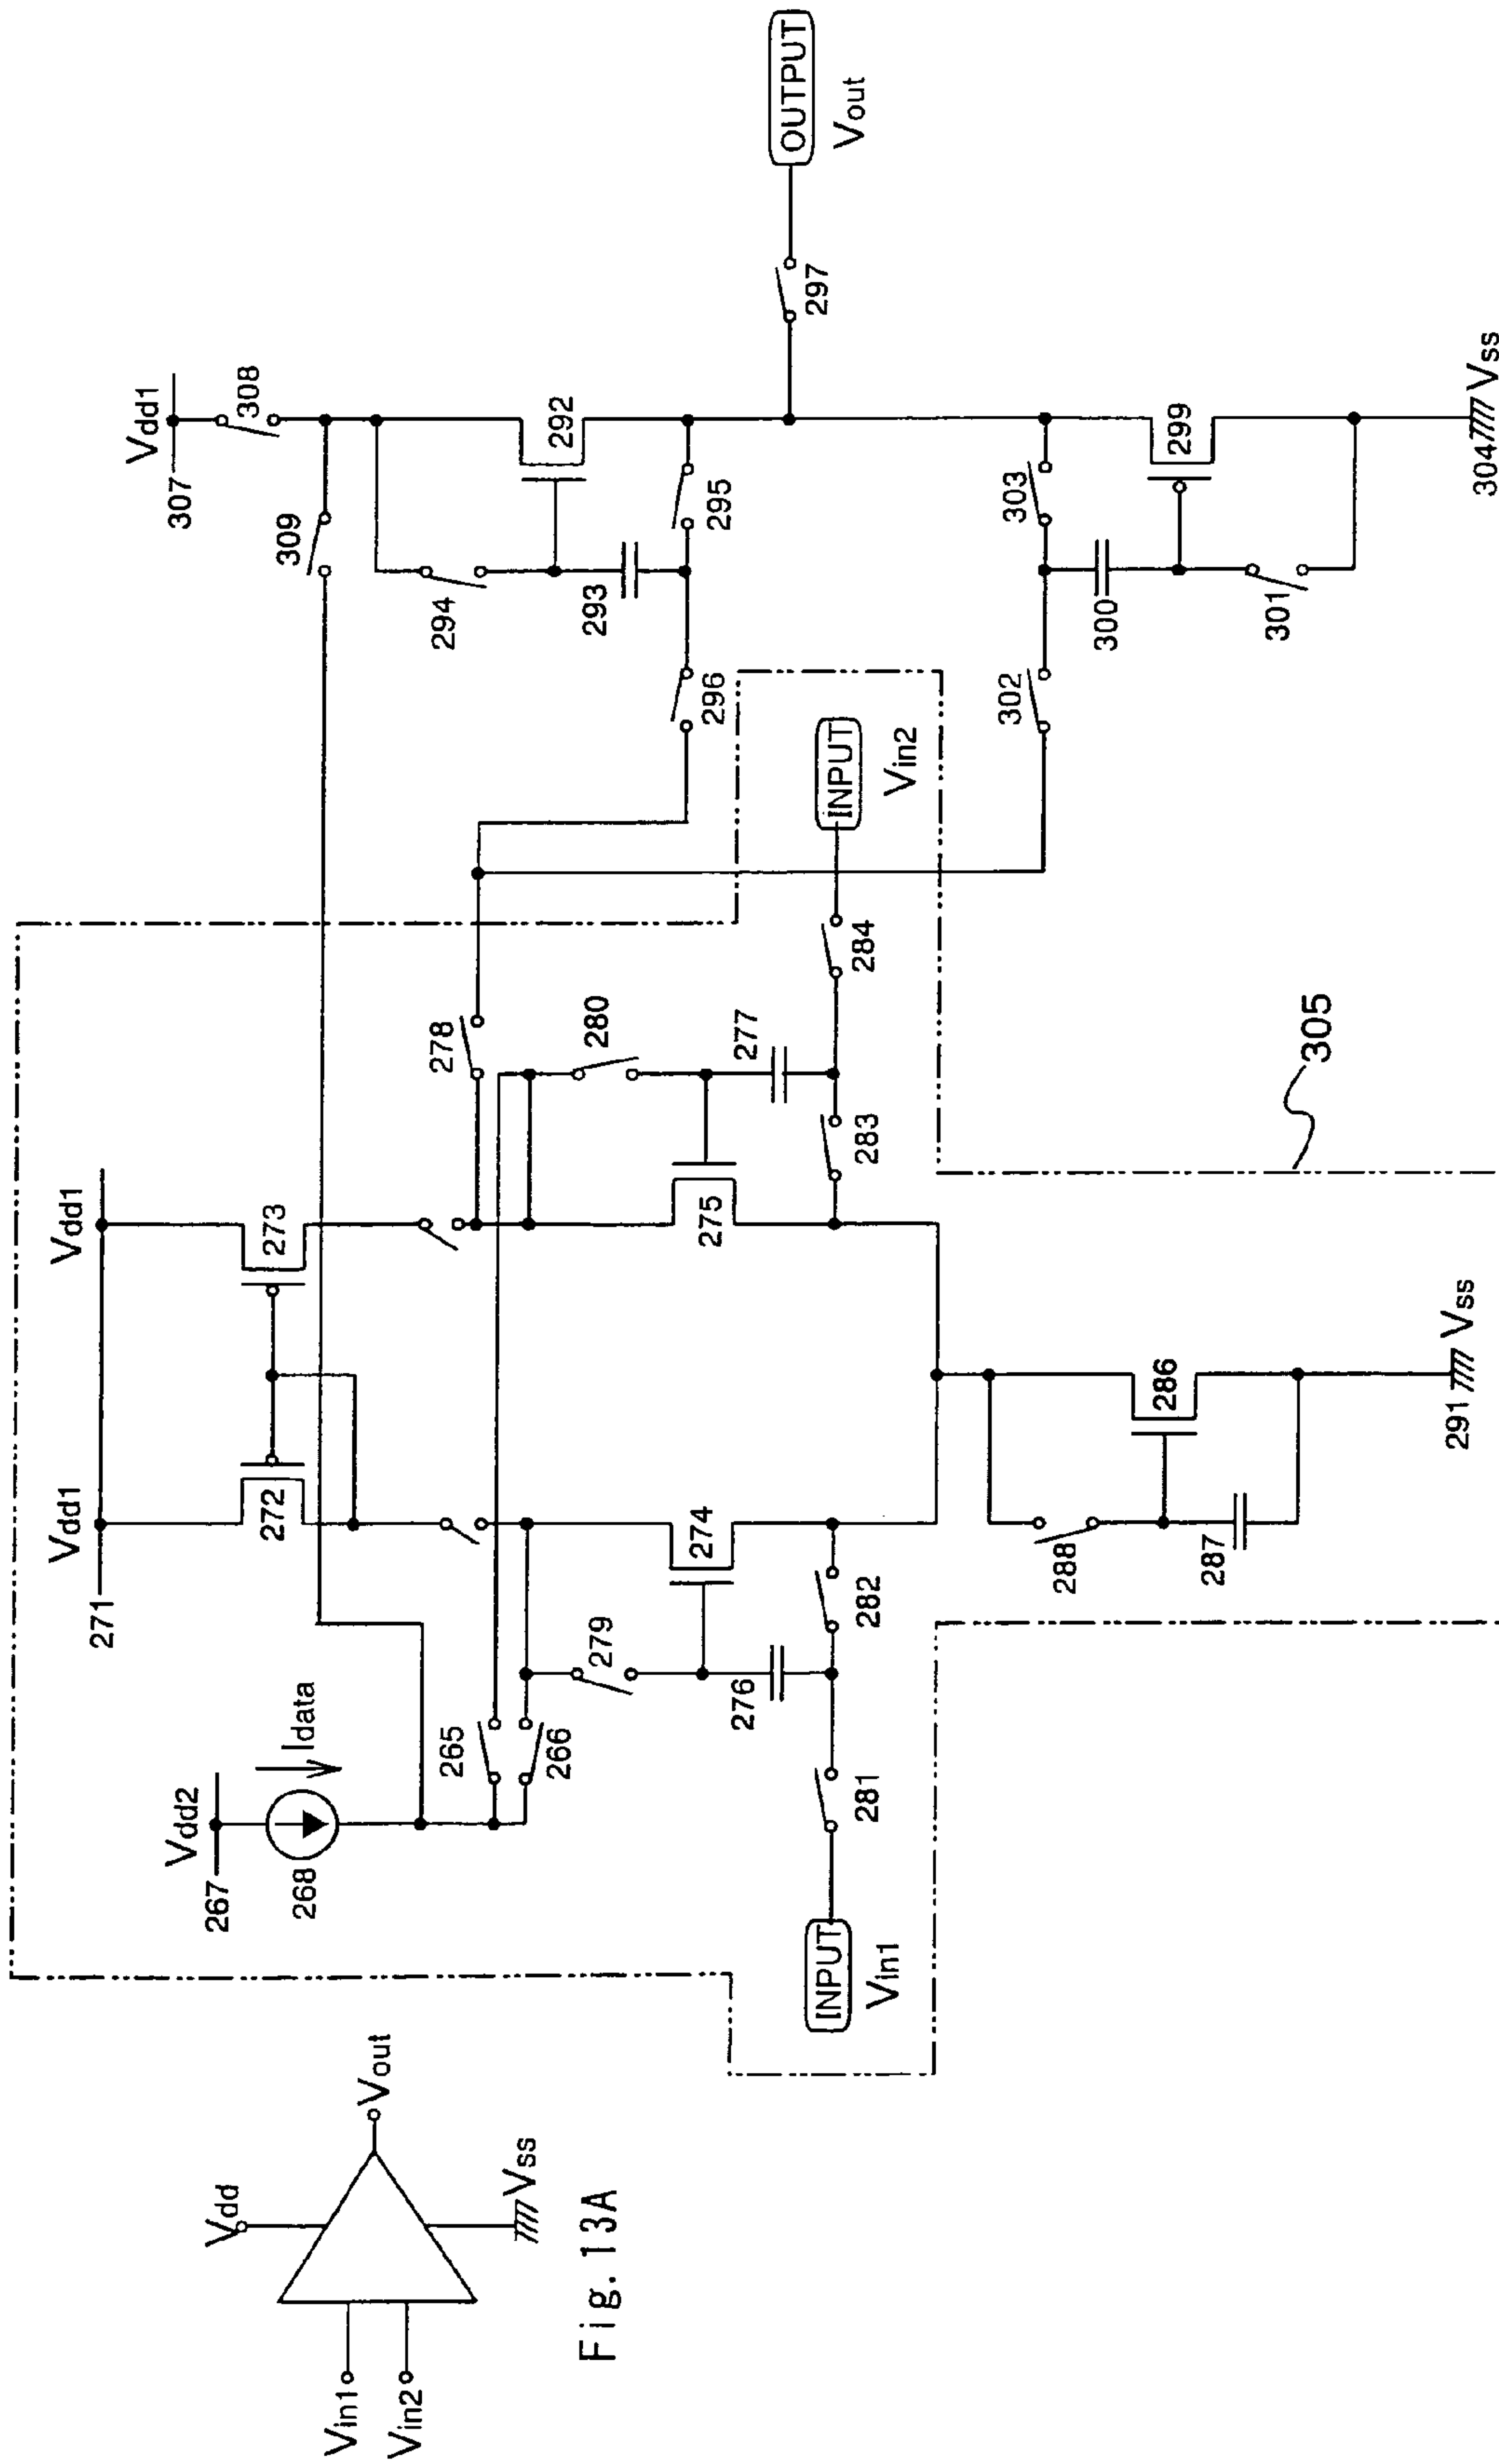 Vin1
Vin2
Vdd
Vout
Vss
Fig. 13A
Vdd2
267
268
Idata
271
Vdd1
Vdd1
272
273
265
266
279
274
276
282
281
INPUT
Vin1
278
280
275
277
283
284
INPUT
Vin2
288
286
287
291
Vss
305
Vdd1
307
308
309
294
292
293
295
296
297
OUTPUT
Vout
302
303
300
299
301
304
Vss